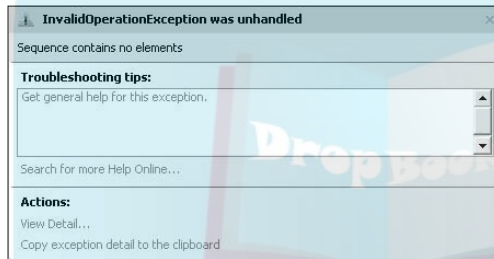 InvalidOperationException was unhandled
Sequence contains no elements
Troubleshooting tips:
Get general help for this exception.
DropBook
Search for more Help Online...
Actions:
View Detail...
Copy exception detail to the clipboard